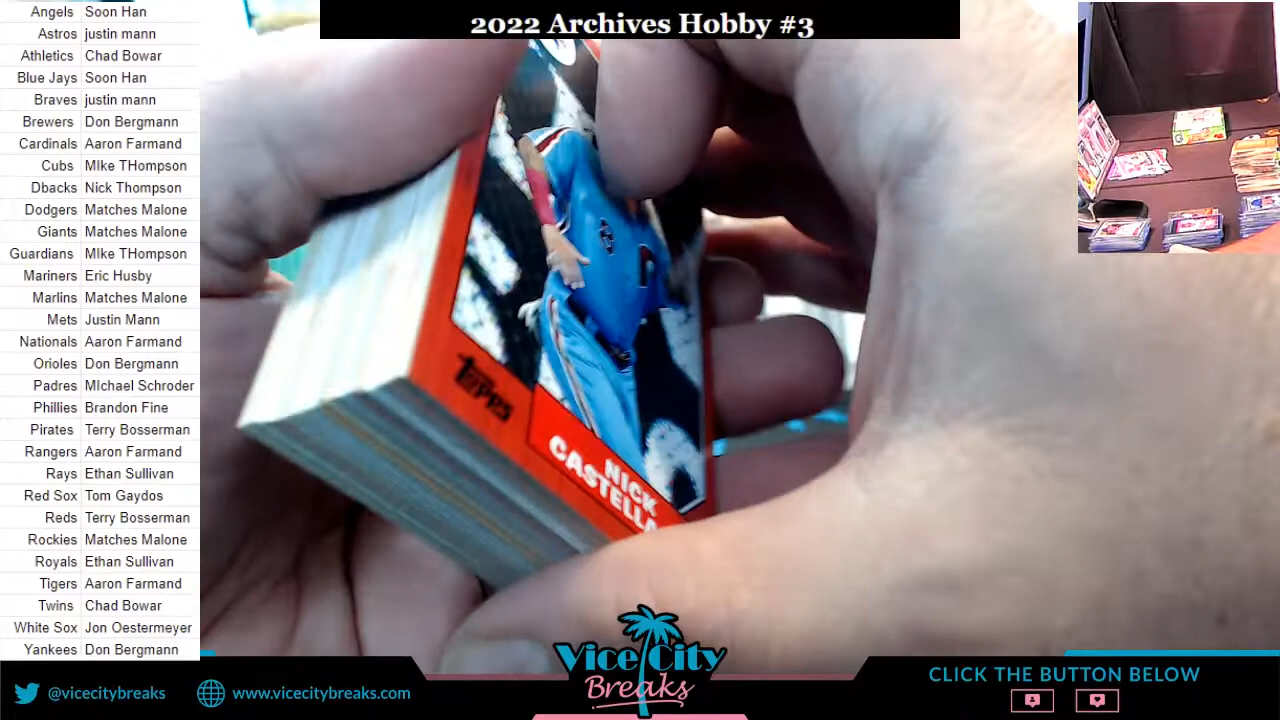 2022 Archives Hobby #3
Angels Soon Han
Astros justin mann
Athletics Chad Bowar
Blue Jays Soon Han
Braves justin mann
Brewers Don Bergmann
Cardinals Aaron Farmand
Cubs MIke THompson
Dbacks Nick Thompson
Dodgers Matches Malone
Giants Matches Malone
Guardians MIke THompson
Mariners Eric Husby
Marlins Matches Malone
Mets Justin Mann
Nationals Aaron Farmand
Orioles Don Bergmann
Padres MIchael Schroder
Phillies Brandon Fine
Pirates Terry Bosserman
Rangers Aaron Farmand
Rays Ethan Sullivan
Red Sox Tom Gaydos
Reds Terry Bosserman
Rockies Matches Malone
Royals Ethan Sullivan
Tigers Aaron Farmand
Twins Chad Bowar
White Sox Jon Oestermeyer
Yankees Don Bergmann
Topps
NICK
CASTELLA
Vice City
Breaks
@vicecitybreaks
www.vicecitybreaks.com
CLICK THE BUTTON BELOW